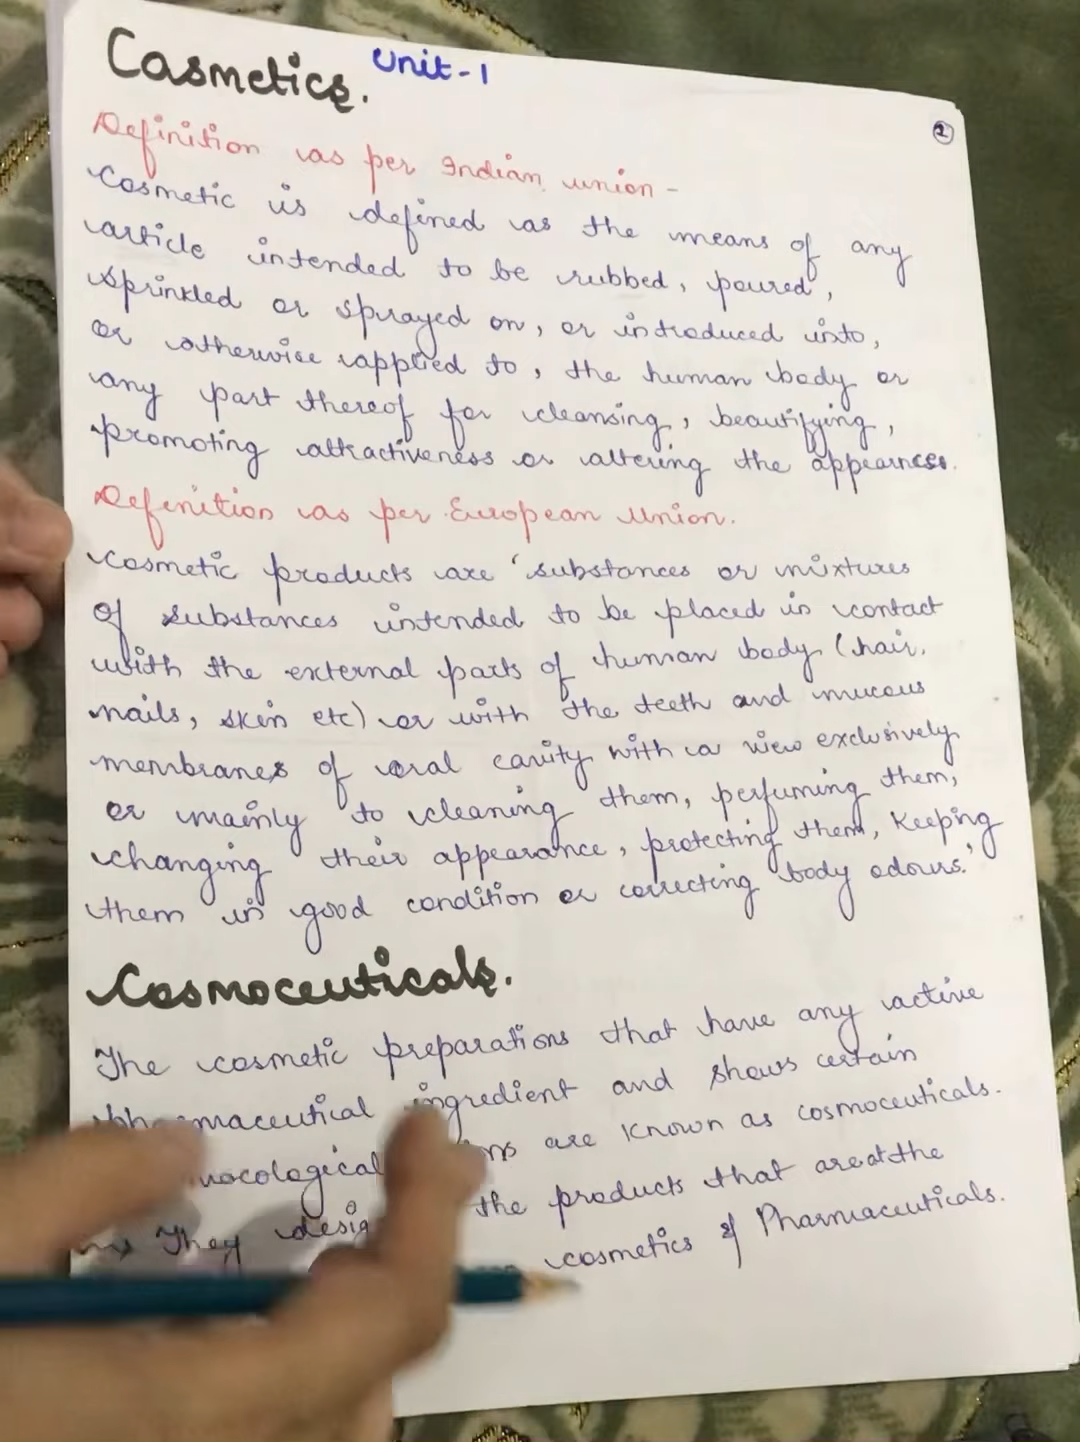 Cosmetics. Unit-1
2
Definition as per Indian union -
Cosmetic is defined as the means of any
article intended to be rubbed, poured,
sprinkled or sprayed on, or introduced into,
or otherwise applied to, the human body or
any part thereof for cleansing, beautifying,
promoting attractiveness or altering the appearness.
Definition as per European Union.
Cosmetic products are 'substances or mixtures
of substances intended to be placed in contact
with the external parts of human body (hair,
nails, skin etc) or with the teeth and mucous
membranes of oral cavity with a view exclusively
or mainly to cleaning them, perfuming them,
changing their appearance, protecting them, keeping
them in good condition or correcting body odours.'
Cosmoceuticals.
The cosmetic preparations that have any active
ingredient and shows certain
are known as cosmoceuticals.
They the products that are at the
cosmetics & Pharmaceuticals.